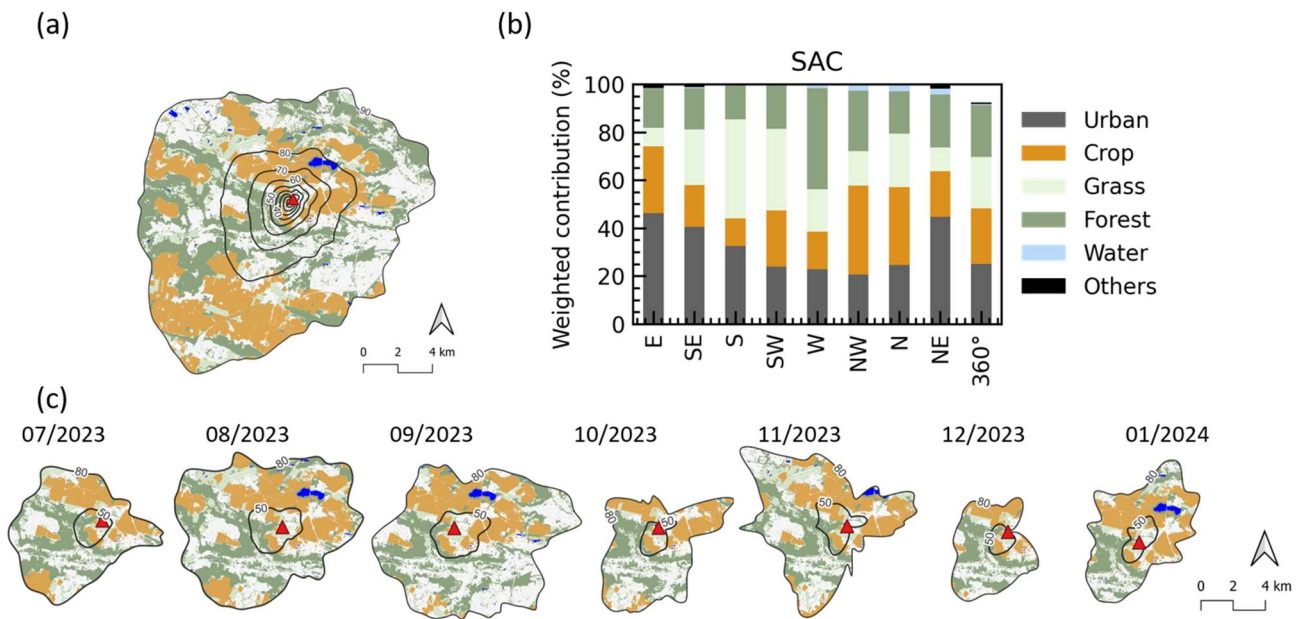 (a)
90
80
70
60
50
40
0 2 4 km
(b)
SAC
Weighted contribution (%)
100
80
60
40
20
0
E
SE
S
SW
W
NW
N
NE
360°
Urban
Crop
Grass
Forest
Water
Others
(c)
07/2023
08/2023
09/2023
10/2023
11/2023
12/2023
01/2024
80
50
80
50
80
50
80
50
80
50
80
50
80
50
0 2 4 km